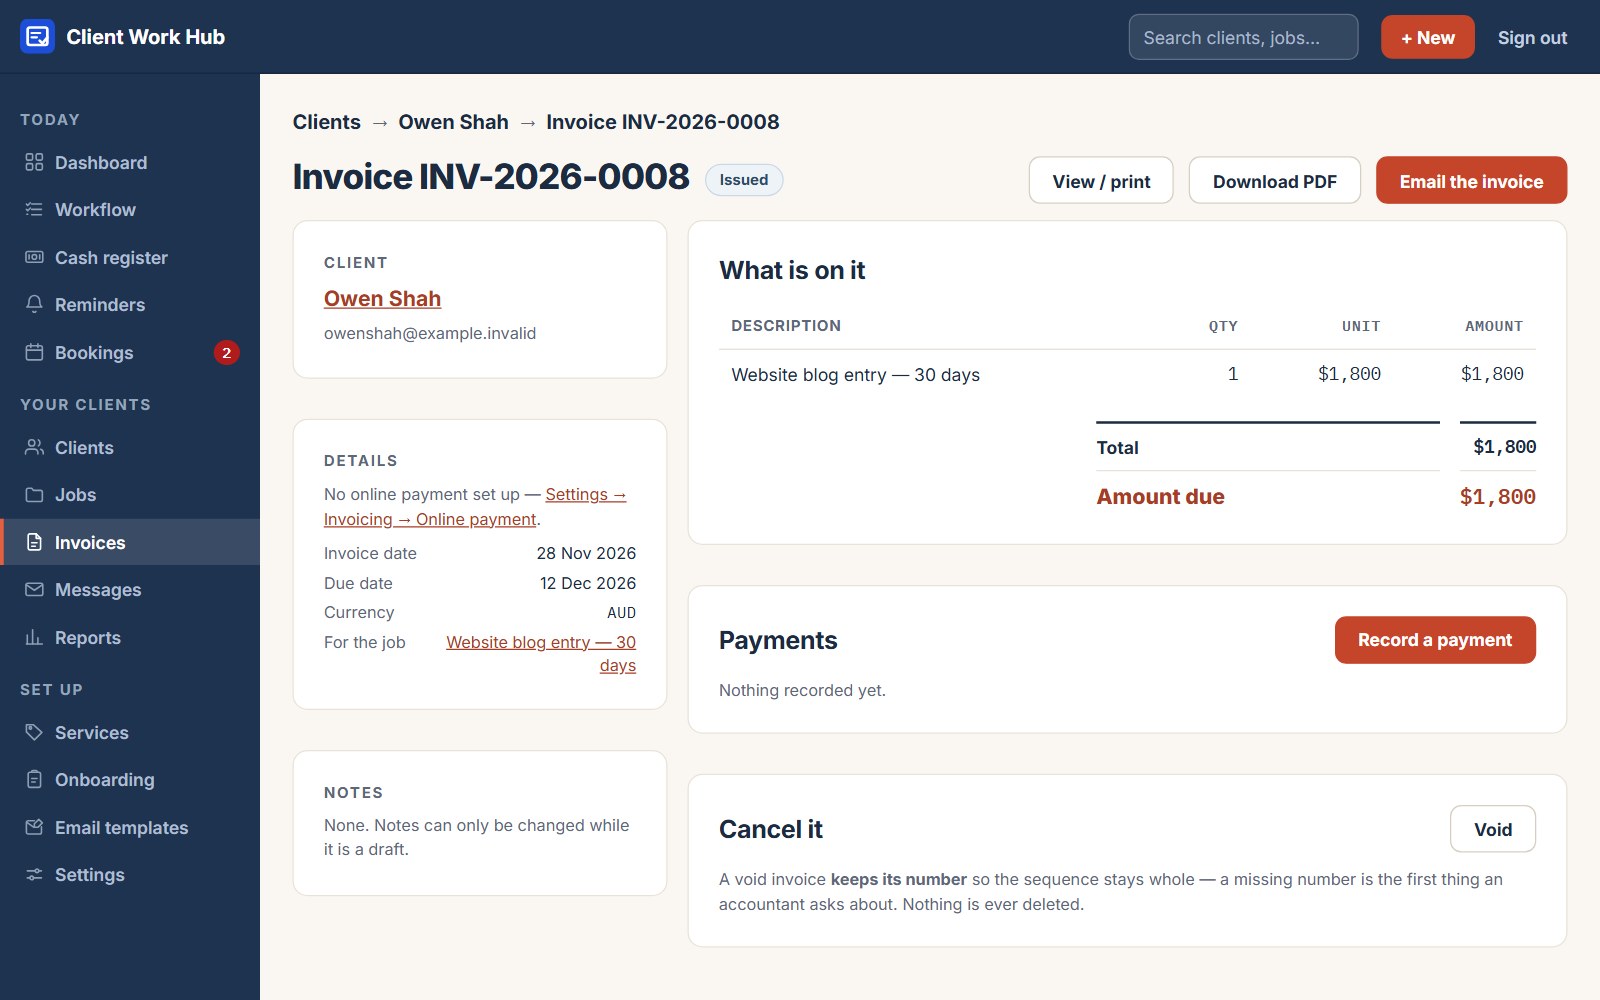 Client Work Hub
Search clients, jobs...
+ New
Sign out
TODAY
Dashboard
Workflow
Cash register
Reminders
Bookings 2
YOUR CLIENTS
Clients
Jobs
Invoices
Messages
Reports
SET UP
Services
Onboarding
Email templates
Settings
Clients → Owen Shah → Invoice INV-2026-0008
Invoice INV-2026-0008 Issued
View / print
Download PDF
Email the invoice
CLIENT
Owen Shah
owenshah@example.invalid
DETAILS
No online payment set up — Settings →
Invoicing → Online payment.
Invoice date 28 Nov 2026
Due date 12 Dec 2026
Currency AUD
For the job Website blog entry — 30
days
NOTES
None. Notes can only be changed while
it is a draft.
What is on it
DESCRIPTION QTY UNIT AMOUNT
Website blog entry — 30 days 1 $1,800 $1,800
Total $1,800
Amount due $1,800
Payments
Record a payment
Nothing recorded yet.
Cancel it
Void
A void invoice keeps its number so the sequence stays whole — a missing number is the first thing an
accountant asks about. Nothing is ever deleted.